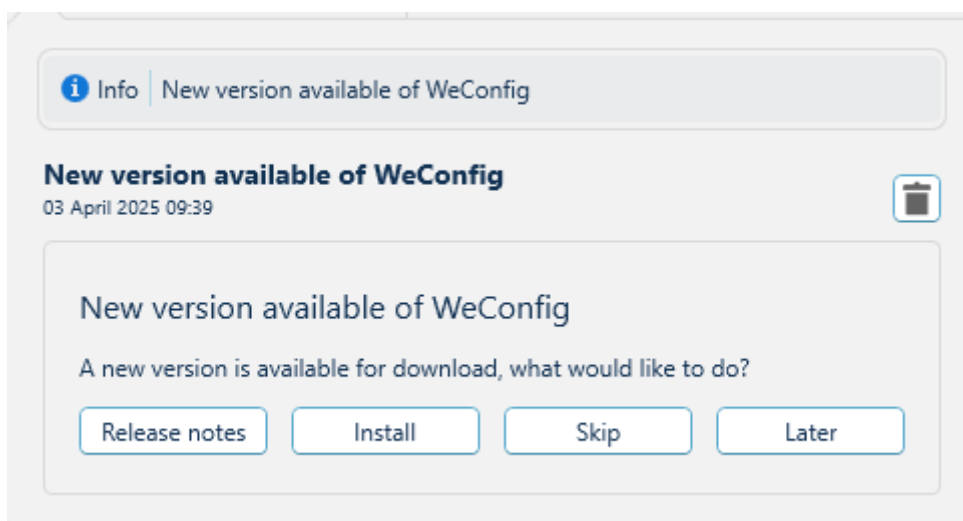 Info New version available of WeConfig
New version available of WeConfig
03 April 2025 09:39
New version available of WeConfig
A new version is available for download, what would like to do?
Release notes Install Skip Later